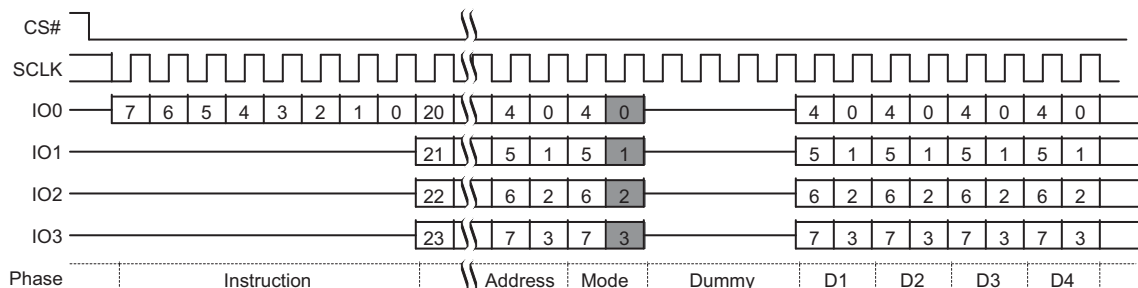 CS#
SCLK
IO0 7 6 5 4 3 2 1 0 20 4 0 4 0 4 0 4 0 4 0 4 0
IO1 21 5 1 5 1 5 1 5 1 5 1 5 1
IO2 22 6 2 6 2 6 2 6 2 6 2 6 2
IO3 23 7 3 7 3 7 3 7 3 7 3 7 3
Phase Instruction Address Mode Dummy D1 D2 D3 D4